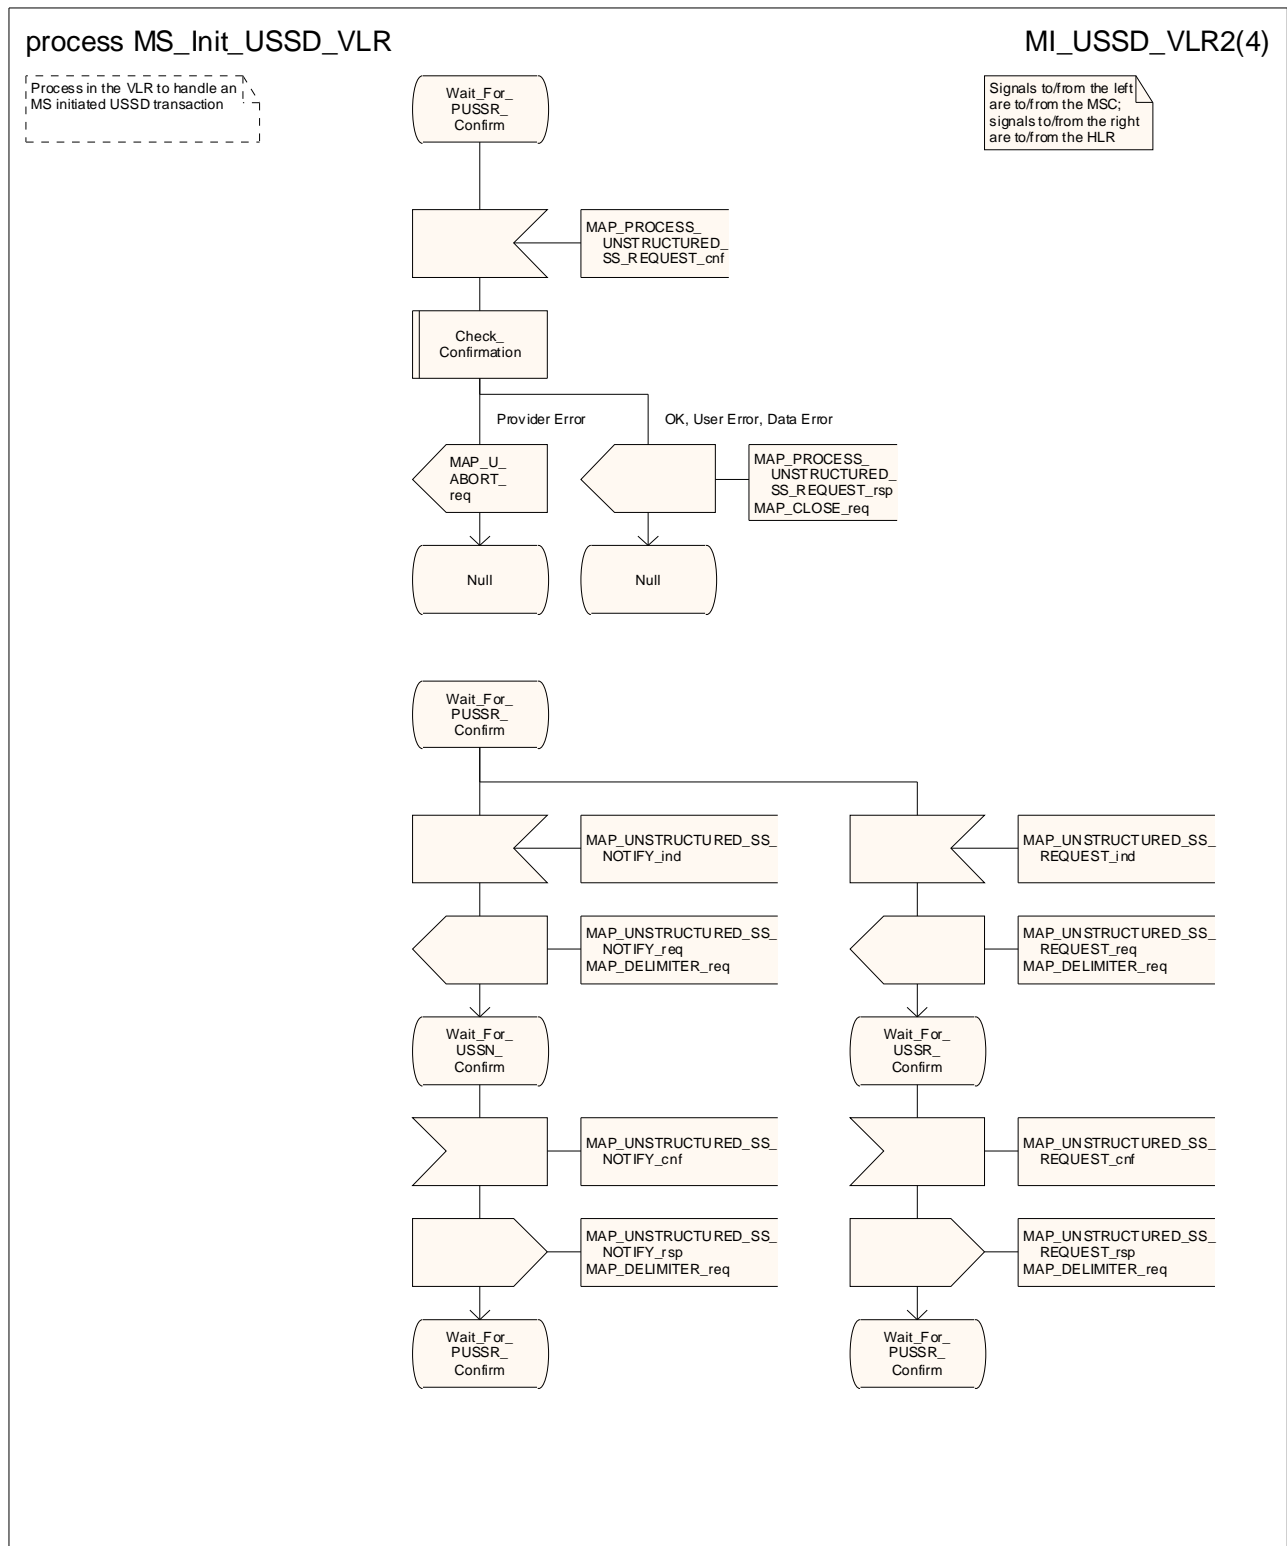 process MS_Init_USSD_VLR
MI_USSD_VLR2(4)
Process in the VLR to handle an
MS initiated USSD transaction
Wait_For_
PUSSR_
Confirm
Signals to/from the left
are to/from the MSC;
signals to/from the right
are to/from the HLR
MAP_PROCESS_
UNSTRUCTURED_
SS_REQUEST_cnf
Check_
Confirmation
Provider Error
OK, User Error, Data Error
MAP_U_
ABORT_
req
MAP_PROCESS_
UNSTRUCTURED_
SS_REQUEST_rsp
MAP_CLOSE_req
Null
Null
Wait_For_
PUSSR_
Confirm
MAP_UNSTRUCTURED_SS_
NOTIFY_ind
MAP_UNSTRUCTURED_SS_
REQUEST_ind
MAP_UNSTRUCTURED_SS_
NOTIFY_req
MAP_DELIMITER_req
MAP_UNSTRUCTURED_SS_
REQUEST_req
MAP_DELIMITER_req
Wait_For_
USSN_
Confirm
Wait_For_
USSR_
Confirm
MAP_UNSTRUCTURED_SS_
NOTIFY_cnf
MAP_UNSTRUCTURED_SS_
REQUEST_cnf
MAP_UNSTRUCTURED_SS_
NOTIFY_rsp
MAP_DELIMITER_req
MAP_UNSTRUCTURED_SS_
REQUEST_rsp
MAP_DELIMITER_req
Wait_For_
PUSSR_
Confirm
Wait_For_
PUSSR_
Confirm